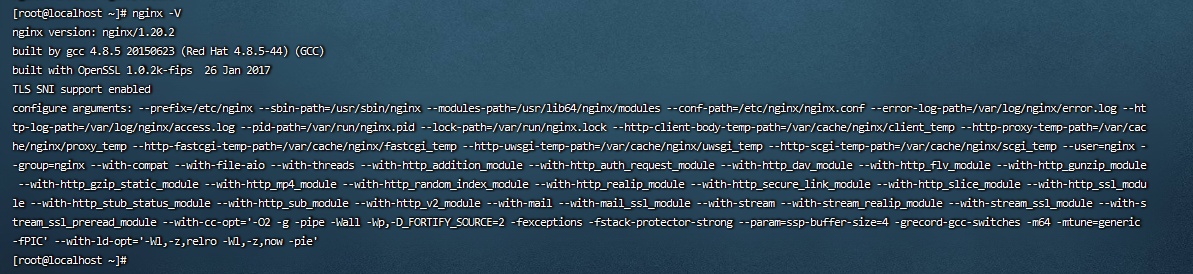 [root@localhost ~]# nginx -V
nginx version: nginx/1.20.2
built by gcc 4.8.5 20150623 (Red Hat 4.8.5-44) (GCC)
built with OpenSSL 1.0.2k-fips  26 Jan 2017
TLS SNI support enabled
configure arguments: --prefix=/etc/nginx --sbin-path=/usr/sbin/nginx --modules-path=/usr/lib64/nginx/modules --conf-path=/etc/nginx/nginx.conf --error-log-path=/var/log/nginx/error.log --ht
tp-log-path=/var/log/nginx/access.log --pid-path=/var/run/nginx.pid --lock-path=/var/run/nginx.lock --http-client-body-temp-path=/var/cache/nginx/client_temp --http-proxy-temp-path=/var/cac
he/nginx/proxy_temp --http-fastcgi-temp-path=/var/cache/nginx/fastcgi_temp --http-uwsgi-temp-path=/var/cache/nginx/uwsgi_temp --http-scgi-temp-path=/var/cache/nginx/scgi_temp --user=nginx -
-group=nginx --with-compat --with-file-aio --with-threads --with-http_addition_module --with-http_auth_request_module --with-http_dav_module --with-http_flv_module --with-http_gunzip_module
 --with-http_gzip_static_module --with-http_mp4_module --with-http_random_index_module --with-http_realip_module --with-http_secure_link_module --with-http_slice_module --with-http_ssl_modu
le --with-http_stub_status_module --with-http_sub_module --with-http_v2_module --with-mail --with-mail_ssl_module --with-stream --with-stream_realip_module --with-stream_ssl_module --with-s
tream_ssl_preread_module --with-cc-opt='-O2 -g -pipe -Wall -Wp,-D_FORTIFY_SOURCE=2 -fexceptions -fstack-protector-strong --param=ssp-buffer-size=4 -grecord-gcc-switches -m64 -mtune=generic
-fPIC' --with-ld-opt='-Wl,-z,relro -Wl,-z,now -pie'
[root@localhost ~]#